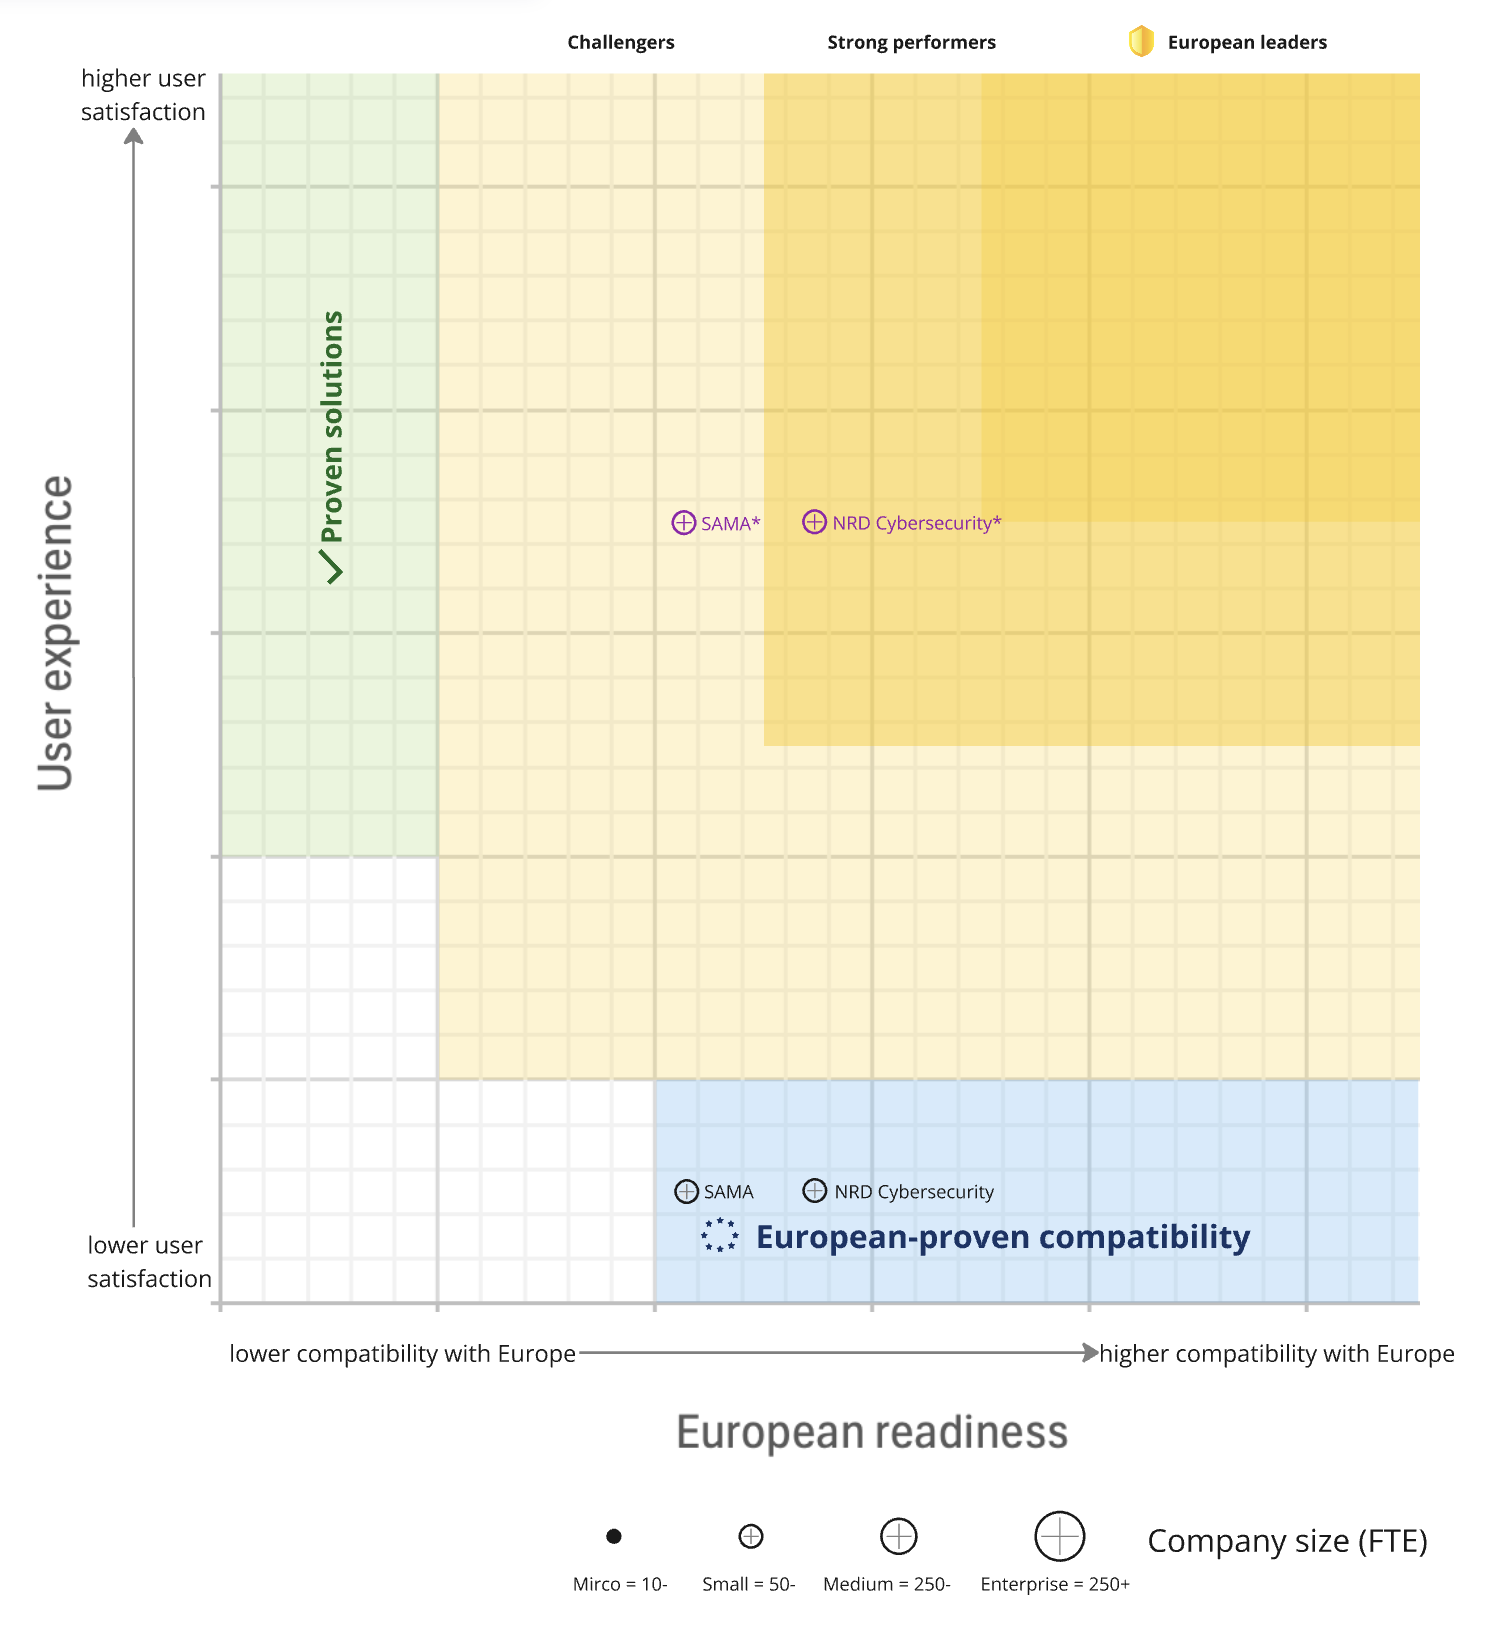 Challengers
Strong performers
European leaders
higher user
satisfaction
Proven solutions
User experience
SAMA*
NRD Cybersecurity*
SAMA
NRD Cybersecurity
European-proven compatibility
lower user
satisfaction
lower compatibility with Europe
higher compatibility with Europe
European readiness
Company size (FTE)
Mirco = 10-
Small = 50-
Medium = 250-
Enterprise = 250+